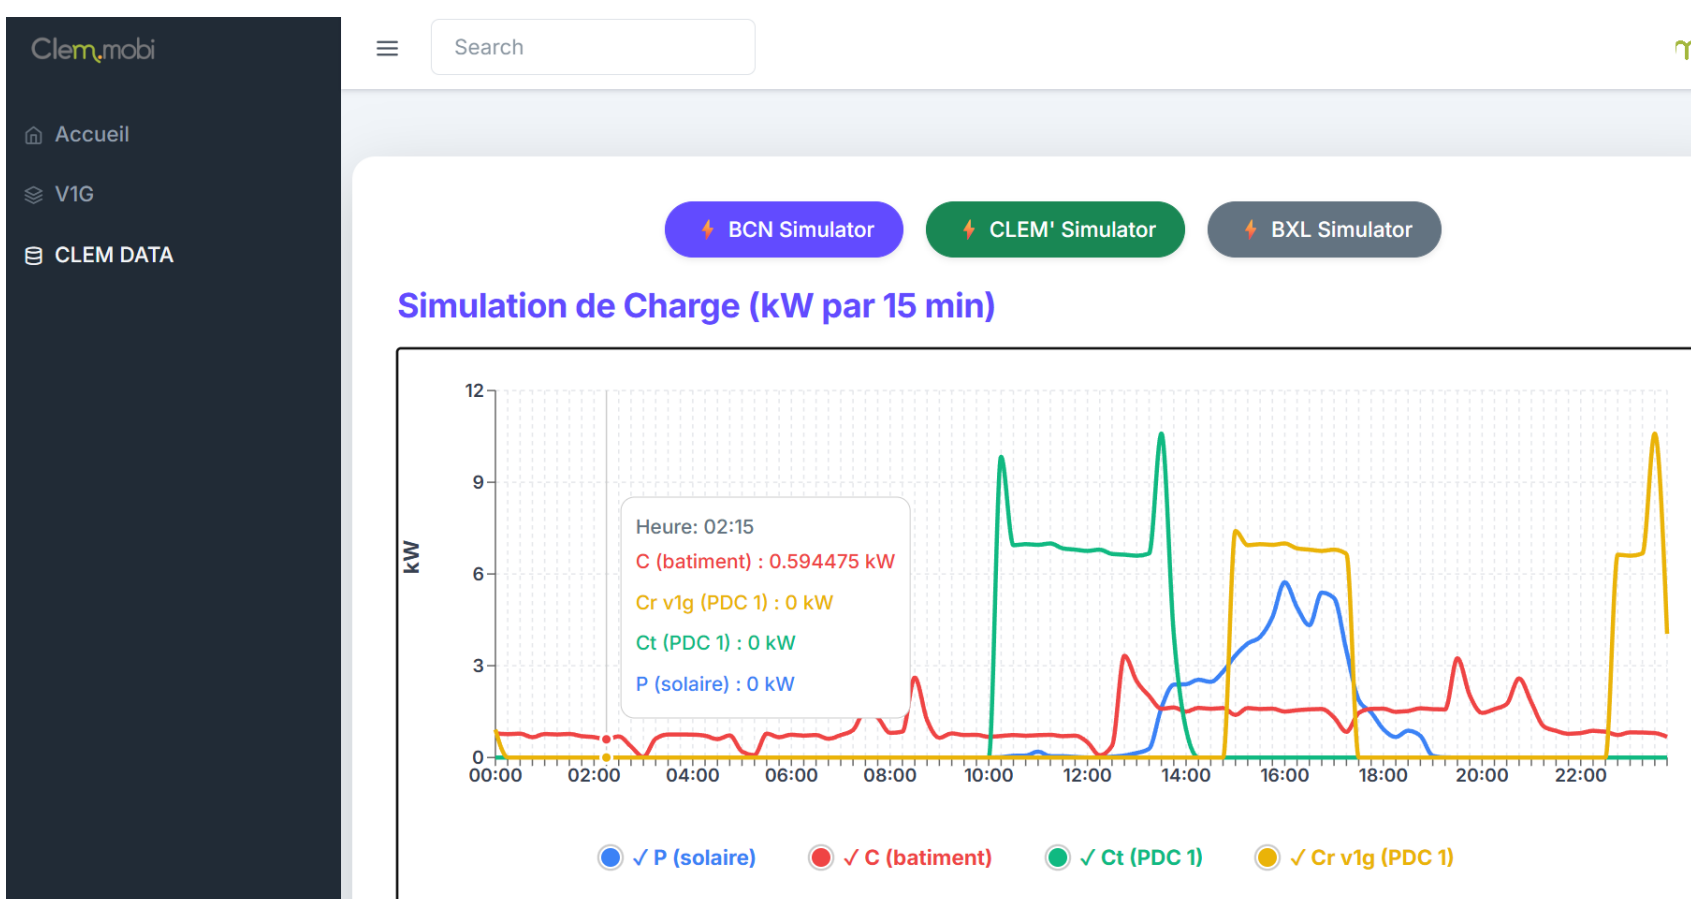 Clem.mobi
Search
Accueil
V1G
CLEM DATA
BCN Simulator
CLEM' Simulator
BXL Simulator
Simulation de Charge (kW par 15 min)
12
9
6
3
0
kW
Heure: 02:15
C (batiment) : 0.594475 kW
Cr v1g (PDC 1) : 0 kW
Ct (PDC 1) : 0 kW
P (solaire) : 0 kW
00:00 02:00 04:00 06:00 08:00 10:00 12:00 14:00 16:00 18:00 20:00 22:00
✓ P (solaire) ✓ C (batiment) ✓ Ct (PDC 1) ✓ Cr v1g (PDC 1)